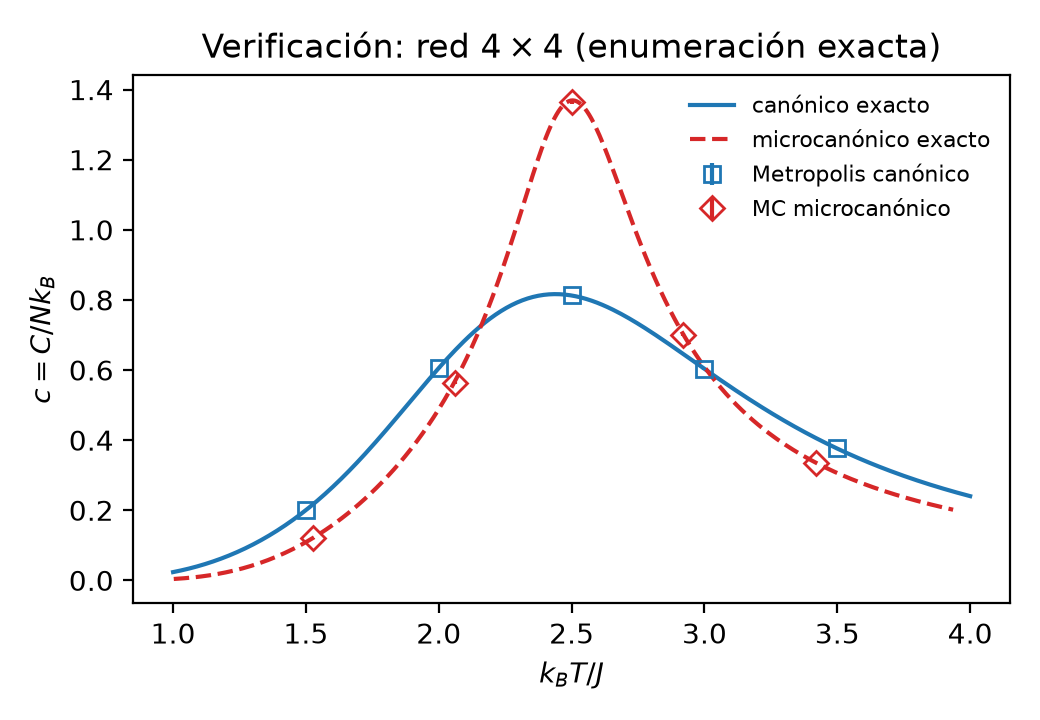 Verificación: red 4 × 4 (enumeración exacta)
canónico exacto
microcanónico exacto
Metropolis canónico
MC microcanónico
c = C/Nk_B
1.4
1.2
1.0
0.8
0.6
0.4
0.2
0.0
1.0 1.5 2.0 2.5 3.0 3.5 4.0
k_BT/J